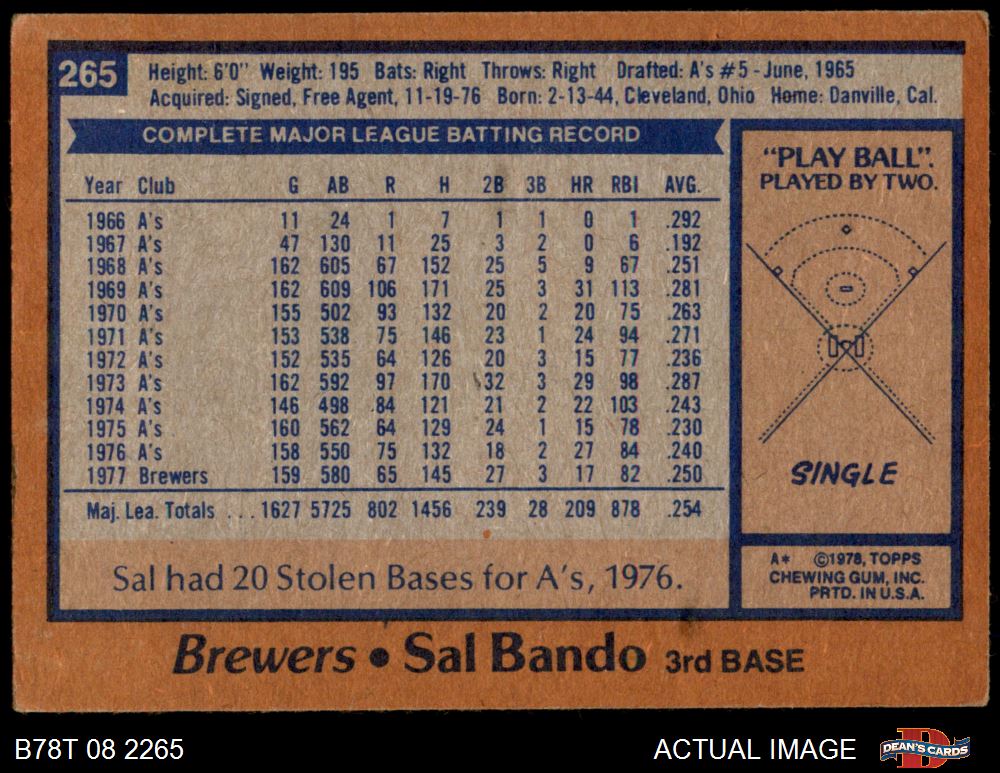 265
Height: 6'0" Weight: 195 Bats: Right Throws: Right Drafted: A's #5 - June, 1965
Acquired: Signed, Free Agent, 11-19-76 Born: 2-13-44, Cleveland, Ohio Home: Danville, Cal.
COMPLETE MAJOR LEAGUE BATTING RECORD
Year Club G AB R H 2B 3B HR RBI AVG.
1966 A's 11 24 1 7 1 1 0 1 .292
1967 A's 47 130 11 25 3 2 0 6 .192
1968 A's 162 605 67 152 25 5 9 67 .251
1969 A's 162 609 106 171 25 3 31 113 .281
1970 A's 155 502 93 132 20 2 20 75 .263
1971 A's 153 538 75 146 23 1 24 94 .271
1972 A's 152 535 64 126 20 3 15 77 .236
1973 A's 162 592 97 170 32 3 29 98 .287
1974 A's 146 498 84 121 21 2 22 103 .243
1975 A's 160 562 64 129 24 1 15 78 .230
1976 A's 158 550 75 132 18 2 27 84 .240
1977 Brewers 159 580 65 145 27 3 17 82 .250
Maj. Lea. Totals ... 1627 5725 802 1456 239 28 209 878 .254
Sal had 20 Stolen Bases for A's, 1976.
"PLAY BALL".
PLAYED BY TWO.
SINGLE
A* ©1978, TOPPS
CHEWING GUM, INC.
PRTD. IN U.S.A.
Brewers • Sal Bando 3rd BASE
B78T 08 2265 ACTUAL IMAGE DEAN'S CARDS